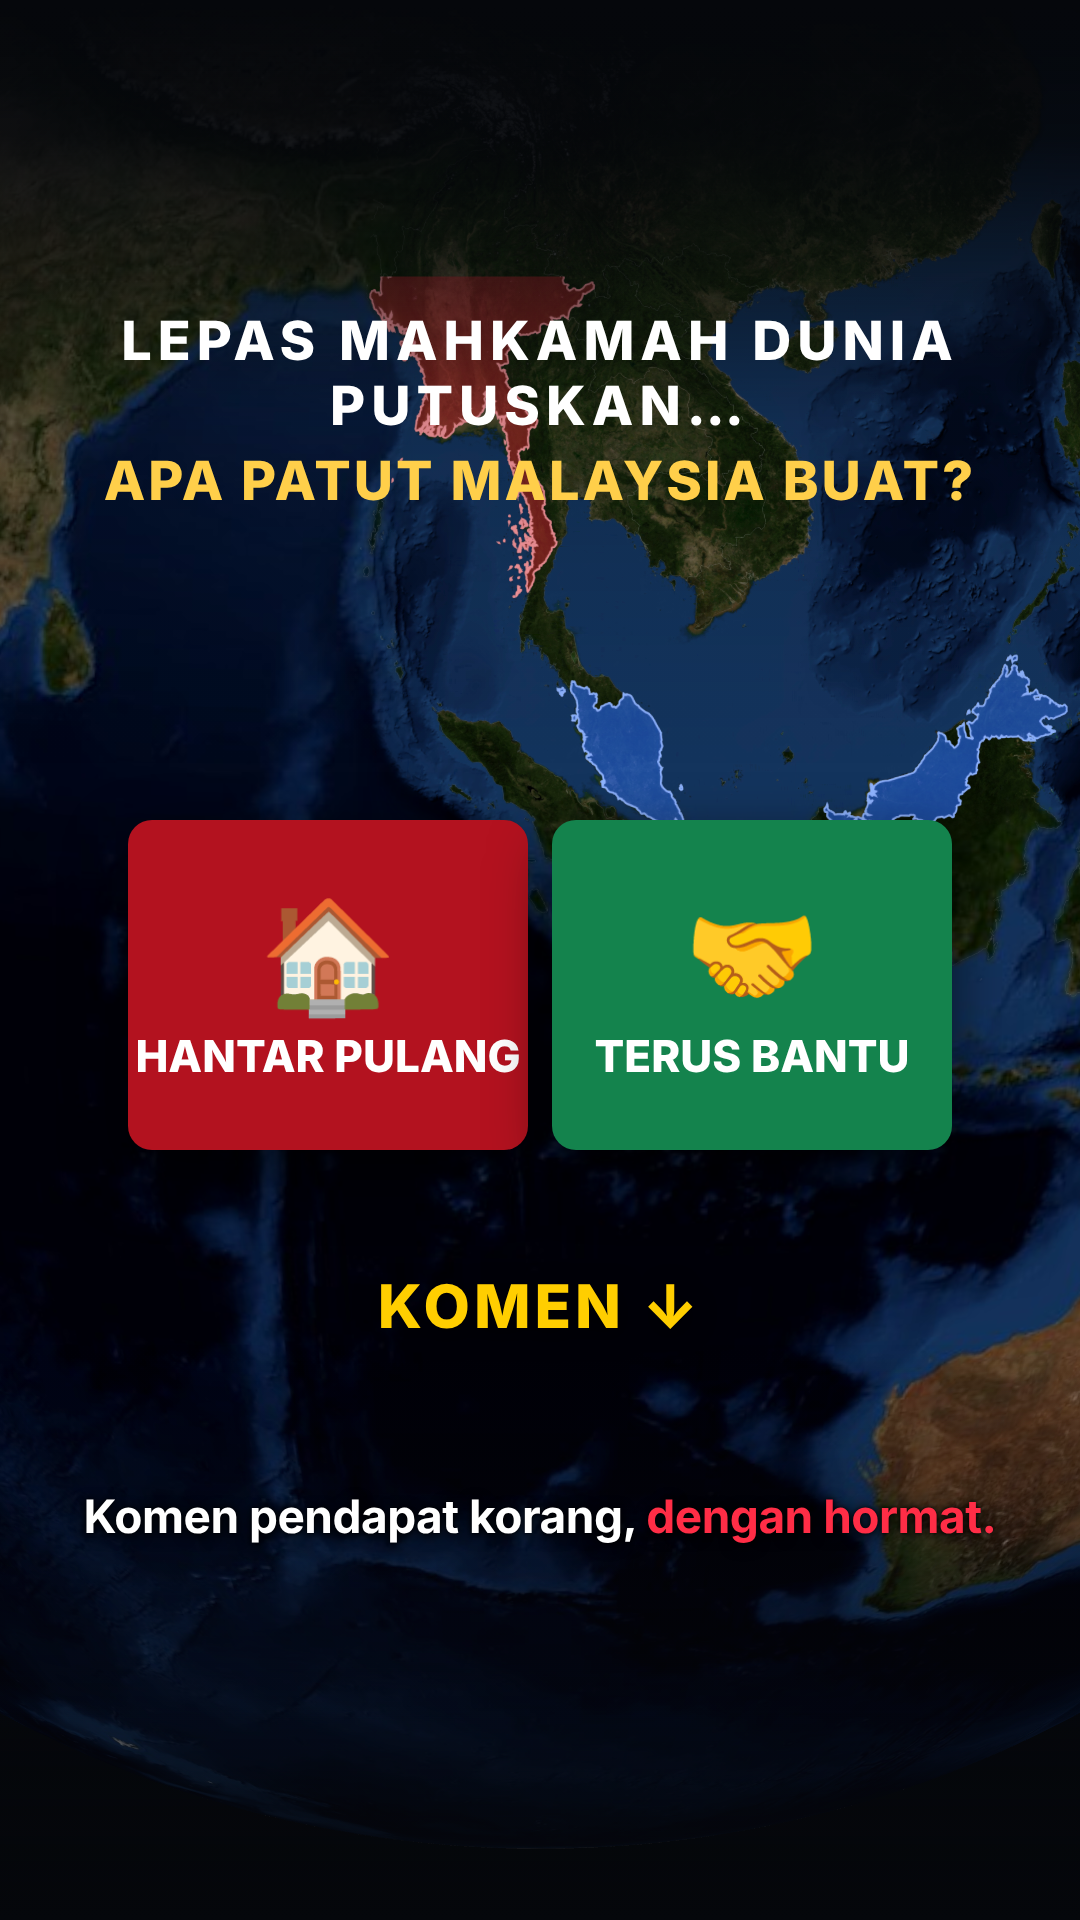 LEPAS MAHKAMAH DUNIA
PUTUSKAN...
APA PATUT MALAYSIA BUAT?
HANTAR PULANG
TERUS BANTU
KOMEN ↓
Komen pendapat korang, dengan hormat.